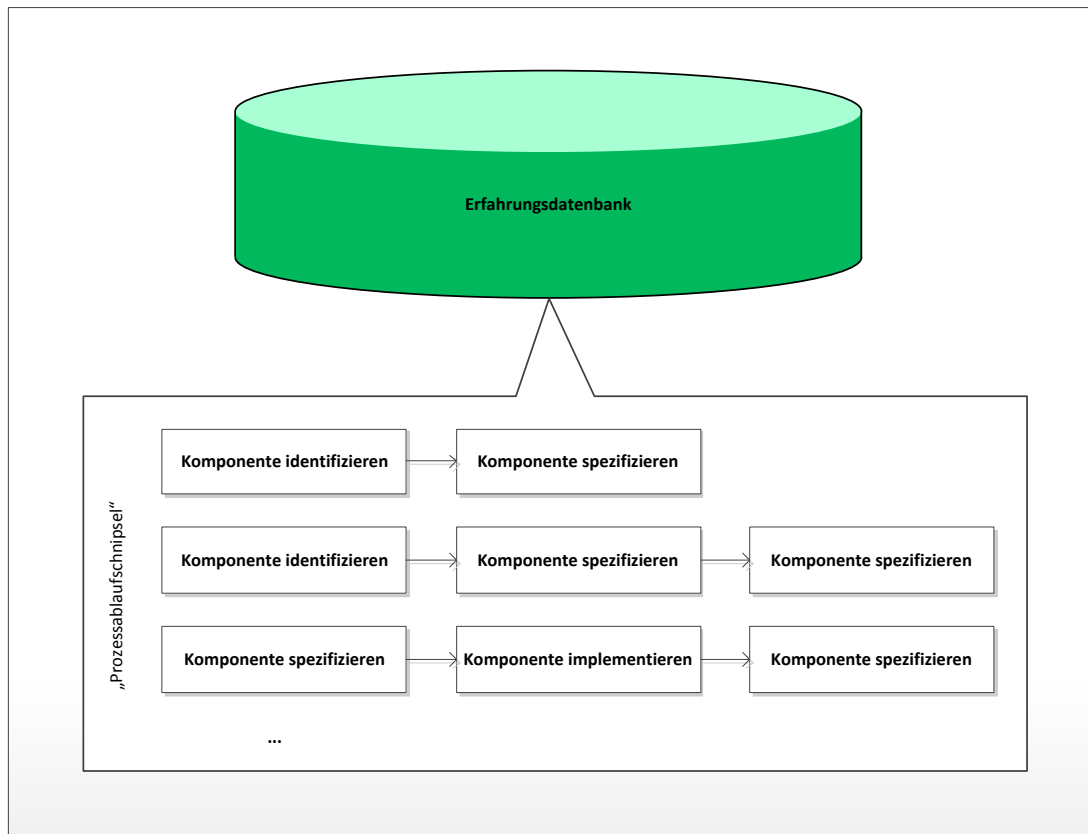 Erfahrungsdatenbank
„Prozessablaufschnipsel“
Komponente identifizieren
Komponente spezifizieren
Komponente identifizieren
Komponente spezifizieren
Komponente spezifizieren
Komponente spezifizieren
Komponente implementieren
Komponente spezifizieren
...